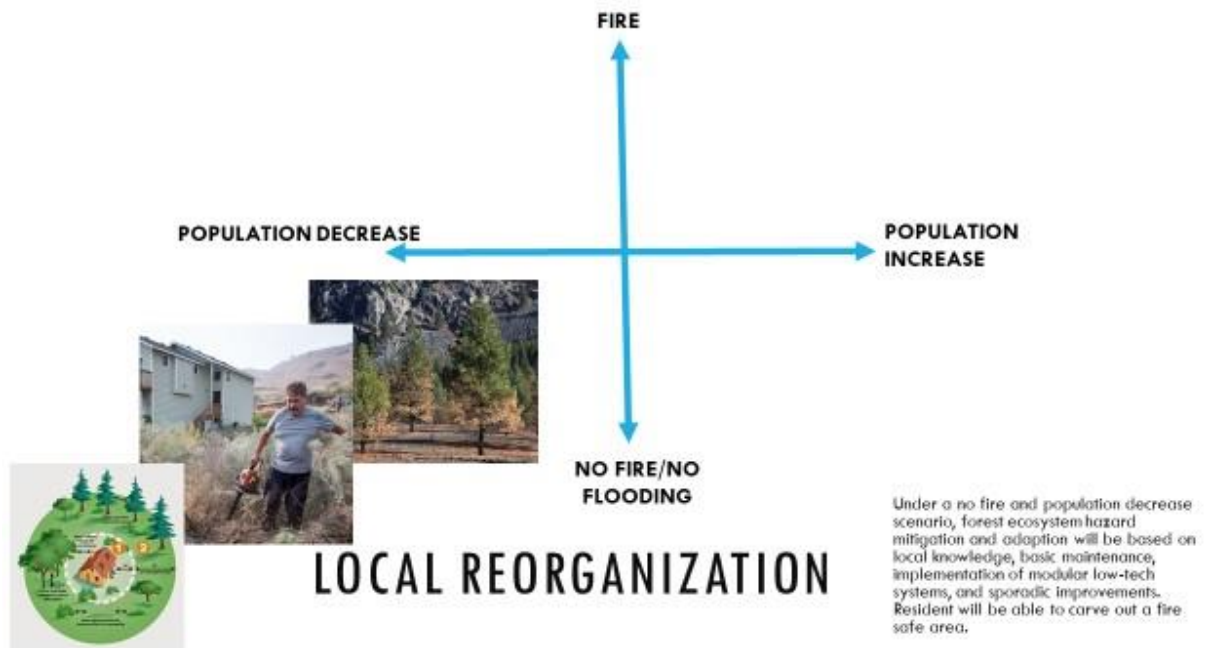 FIRE
POPULATION DECREASE
POPULATION
INCREASE
NO FIRE/NO
FLOODING
1 2
LOCAL REORGANIZATION
Under a no fire and population decrease
scenario, forest ecosystem hazard
mitigation and adaption will be based on
local knowledge, basic maintenance,
implementation of modular low-tech
systems, and sporadic improvements.
Resident will be able to carve out a fire
safe area.